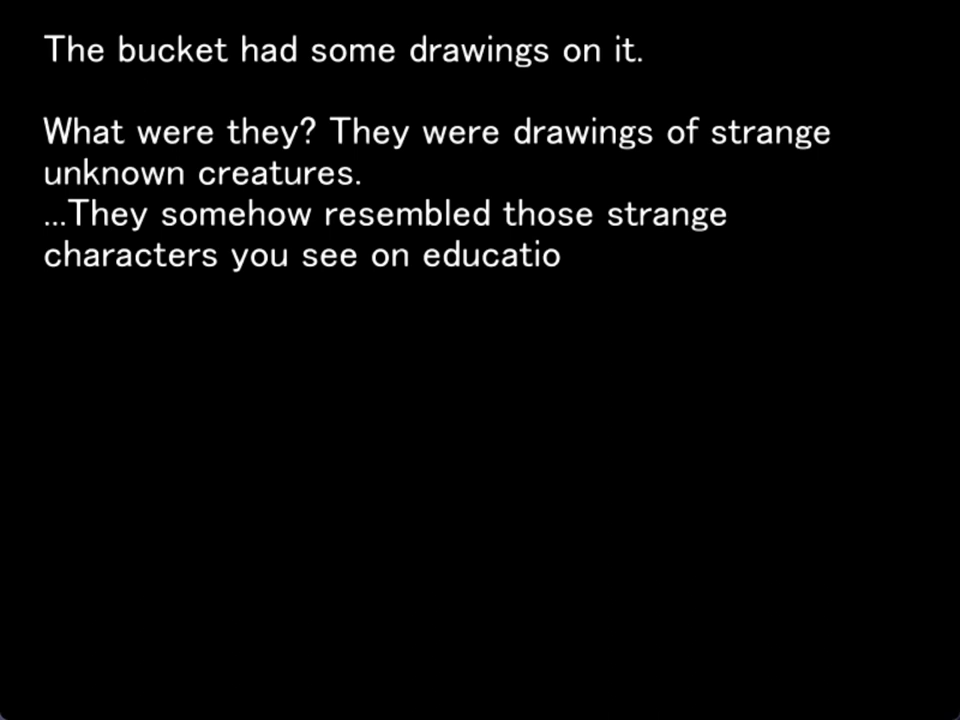 The bucket had some drawings on it.
What were they? They were drawings of strange
unknown creatures.
...They somehow resembled those strange
characters you see on educatio